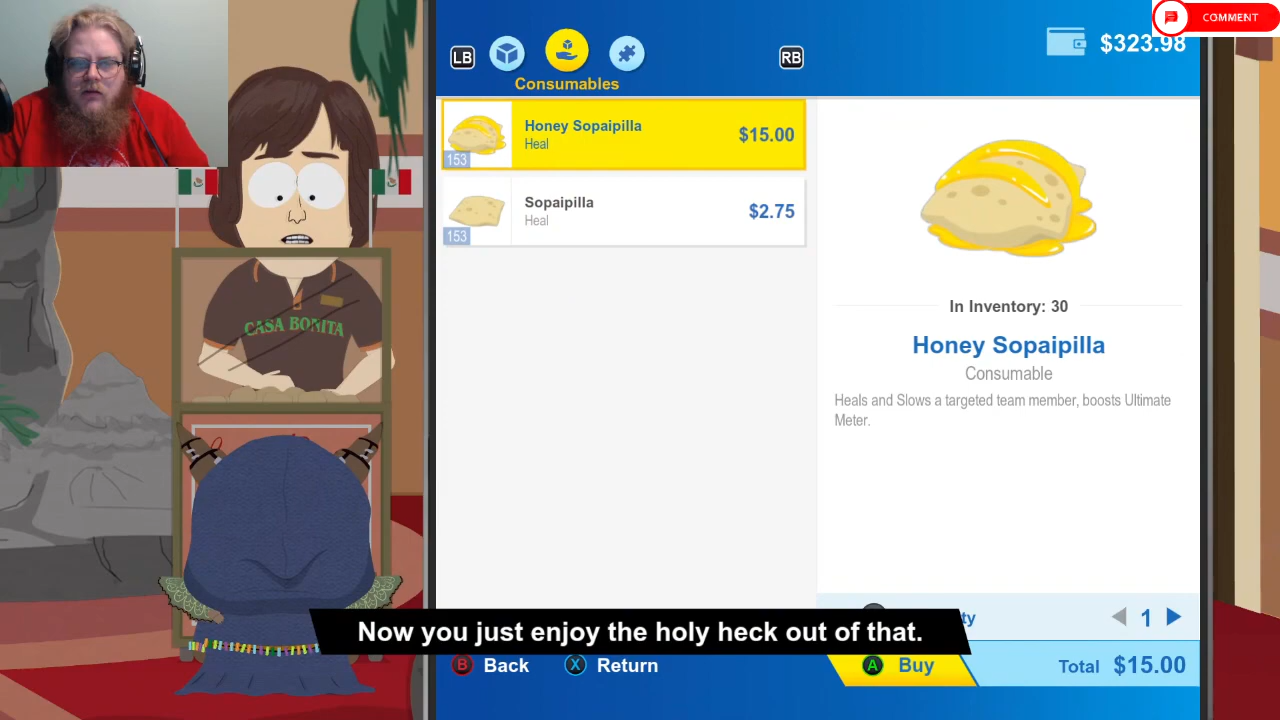 COMMENT
LB
RB
$323.98
Consumables
Honey Sopaipilla
Heal
$15.00
153
Sopaipilla
Heal
$2.75
153
In Inventory: 30
Honey Sopaipilla
Consumable
Heals and Slows a targeted team member, boosts Ultimate
Meter.
CASA BONITA
1
Now you just enjoy the holy heck out of that.
B Back
X Return
A Buy
Total $15.00